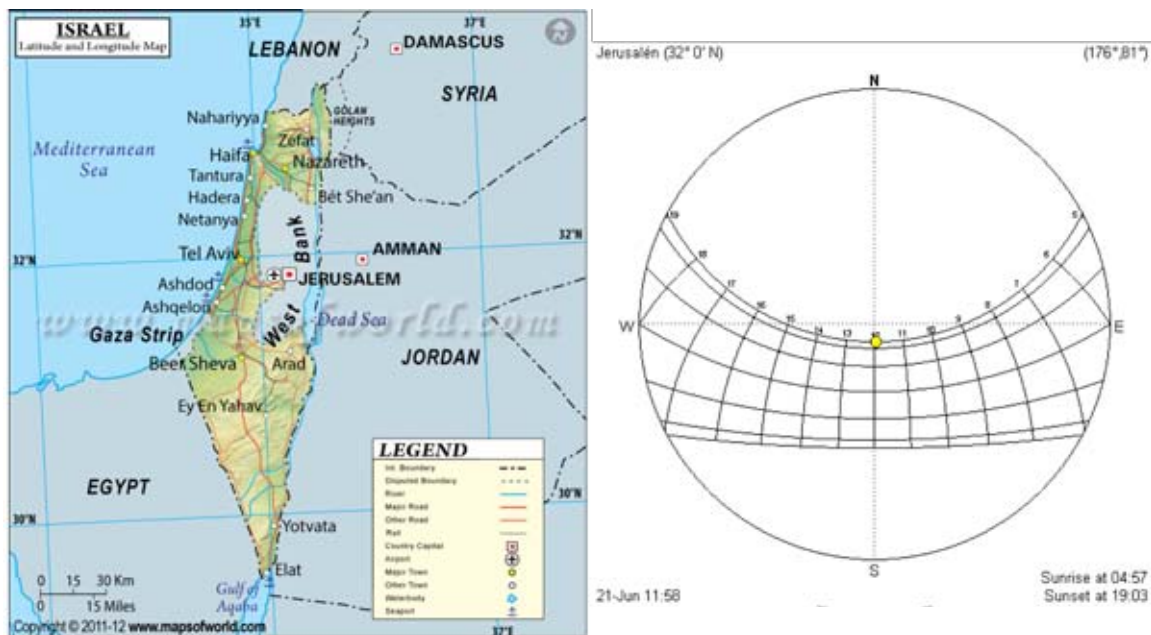 ISRAEL
Latitude and Longitude Map
35°E
37°E
LEBANON
DAMASCUS
SYRIA
Nahariyya
GOLAN
HEIGHTS
Zefat
Mediterranean
Sea
Haifa
Nazareth
Tantura
Hadera
Bét She'an
Netanya
32°N
32°N
Tel Aviv
West Bank
AMMAN
JERUSALEM
Ashdod
Ashqelon
Dead Sea
Gaza Strip
Beer Sheva
Arad
JORDAN
Ey En Yahav
EGYPT
30°N
30°N
Yotvata
Elat
Gulf of
Aqaba
0 15 30 Km
0 15 Miles
32°E
Copyright © 2011-12 www.mapsofworld.com
LEGEND
Int. Boundary
Disputed Boundary
River
Major Road
Other Road
Rail
Country Capital
Airport
Major Town
Other Town
Waterbody
Seaport
Jerusalén (32° 0' N)
(176°,81°)
N
19
5
18
6
17
7
16
8
15
9
14
10
13
11
12
W
E
S
21-Jun 11:58
Sunrise at 04:57
Sunset at 19:03